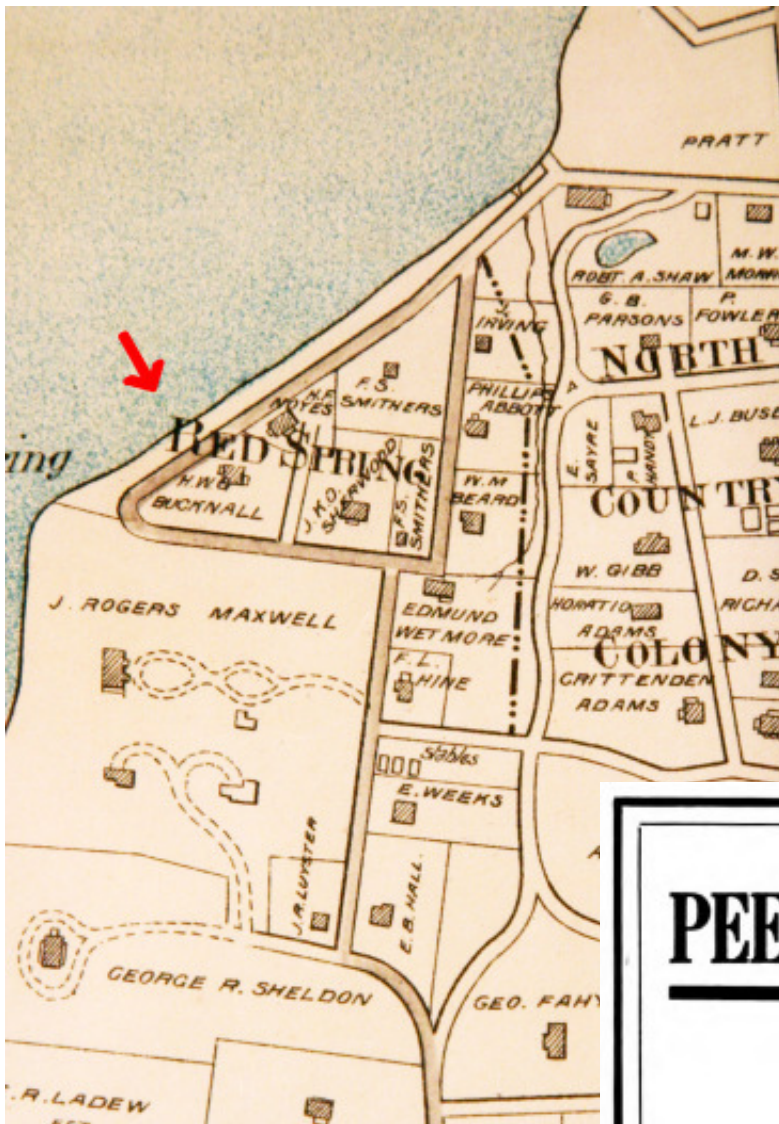 PRATT
ROBT. A. SHAW
M. W.
G. B.
PARSONS
P.
FOWLER
IRVING
NORTH
PHILLIPS
ABBOTT
F. S.
SMITHERS
H. F.
NOYES
RED SPRING
H. W.
BUCKNALL
J. K. O.
SHERWOOD
F. S.
SMITHERS
W. M
BEARD
E.
SAYRE
P.
HANDY
L. J. BUSB
COUNTRY
W. GIBB
D. S
RICHA
J. ROGERS MAXWELL
EDMUND
WETMORE
HORATIO
ADAMS
COLONY
F. L.
HINE
CRITTENDEN
ADAMS
Stables
E. WEEKS
J. R. LUYSTER
E. B. HALL.
GEORGE R. SHELDON
GEO. FAHY
R. LADEW
PEE